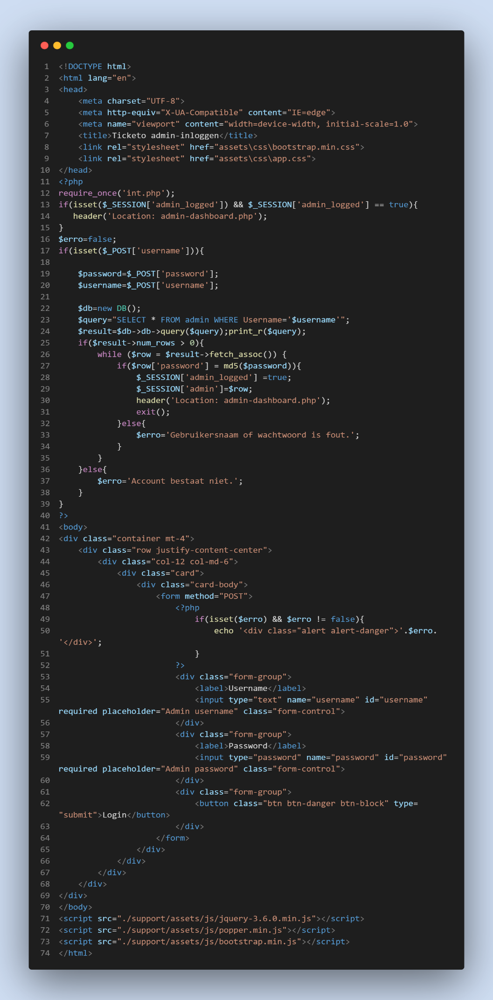 1 <!DOCTYPE html>
2 <html lang="en">
3 <head>
4     <meta charset="UTF-8">
5     <meta http-equiv="X-UA-Compatible" content="IE=edge">
6     <meta name="viewport" content="width=device-width, initial-scale=1.0">
7     <title>Ticketo admin-inloggen</title>
8     <link rel="stylesheet" href="assets\css\bootstrap.min.css">
9     <link rel="stylesheet" href="assets\css\app.css">
10 </head>
11 <?php
12 require_once('int.php');
13 if(isset($_SESSION['admin_logged']) && $_SESSION['admin_logged'] == true){
14    header('Location: admin-dashboard.php');
15 }
16 $erro=false;
17 if(isset($_POST['username'])){
18
19     $password=$_POST['password'];
20     $username=$_POST['username'];
21
22     $db=new DB();
23     $query="SELECT * FROM admin WHERE Username='$username'";
24     $result=$db->db->query($query);print_r($query);
25     if($result->num_rows > 0){
26         while ($row = $result->fetch_assoc()) {
27             if($row['password'] = md5($password)){
28                 $_SESSION['admin_logged'] =true;
29                 $_SESSION['admin']=$row;
30                 header('Location: admin-dashboard.php');
31                 exit();
32             }else{
33                 $erro='Gebruikersnaam of wachtwoord is fout.';
34             }
35         }
36     }else{
37         $erro='Account bestaat niet.';
38     }
39 }
40 ?>
41 <body>
42 <div class="container mt-4">
43     <div class="row justify-content-center">
44         <div class="col-12 col-md-6">
45             <div class="card">
46                 <div class="card-body">
47                     <form method="POST">
48                         <?php
49                             if(isset($erro) && $erro != false){
50                                 echo '<div class="alert alert-danger">'.$erro.
'</div>';
51                             }
52                         ?>
53                         <div class="form-group">
54                             <label>Username</label>
55                             <input type="text" name="username" id="username"
required placeholder="Admin username" class="form-control">
56                         </div>
57                         <div class="form-group">
58                             <label>Password</label>
59                             <input type="password" name="password" id="password"
required placeholder="Admin password" class="form-control">
60                         </div>
61                         <div class="form-group">
62                             <button class="btn btn-danger btn-block" type=
"submit">Login</button>
63                         </div>
64                     </form>
65                 </div>
66             </div>
67         </div>
68     </div>
69 </div>
70 </body>
71 <script src="./support/assets/js/jquery-3.6.0.min.js"></script>
72 <script src="./support/assets/js/popper.min.js"></script>
73 <script src="./support/assets/js/bootstrap.min.js"></script>
74 </html>